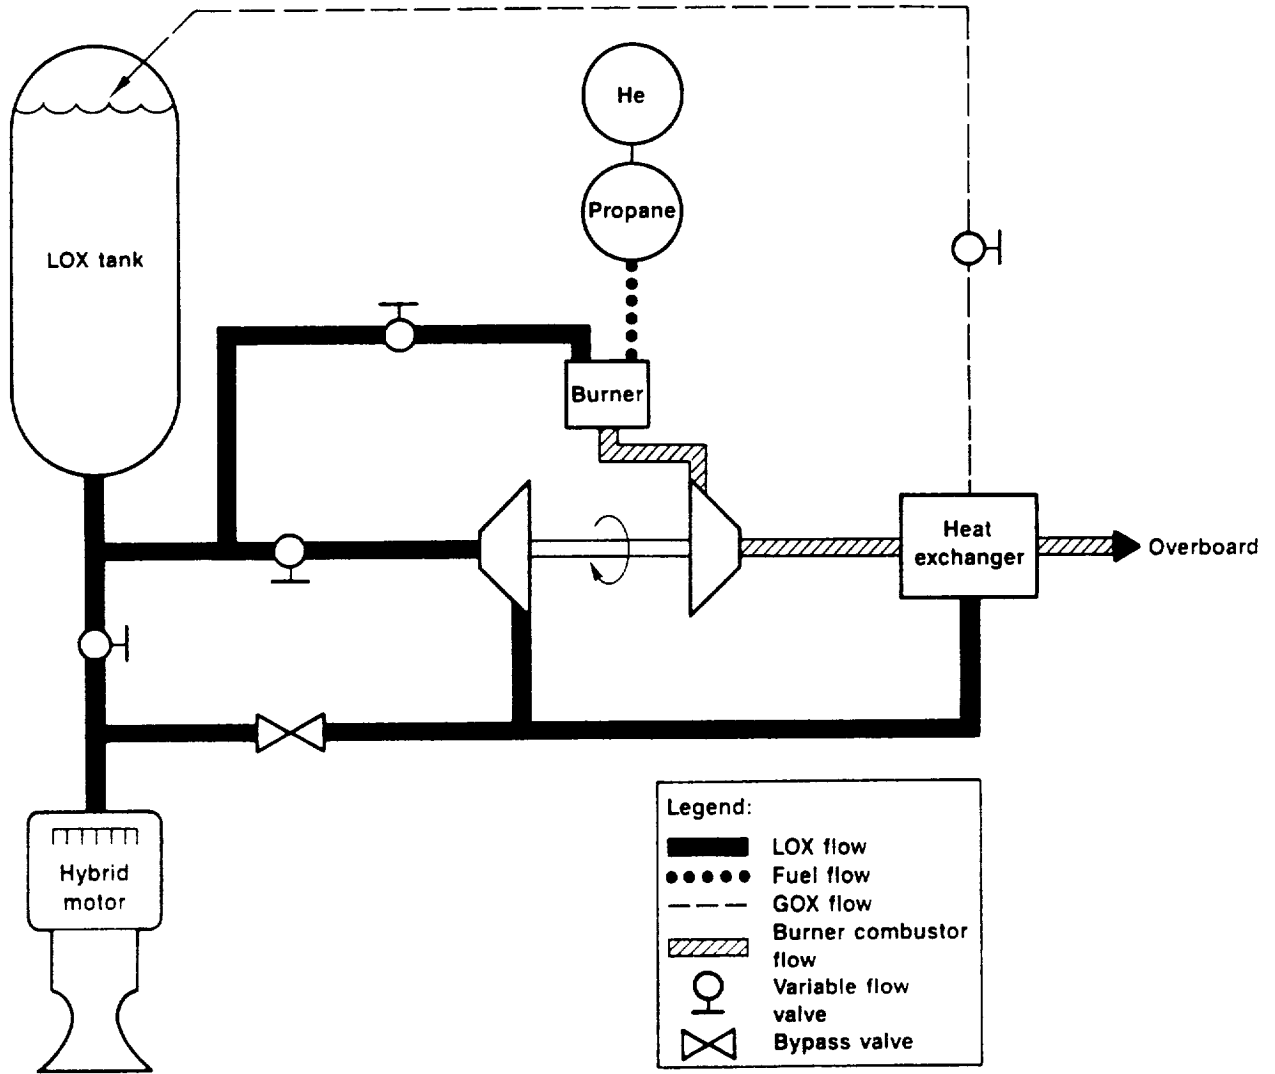 He
Propane
LOX tank
Burner
Heat
exchanger
Overboard
Hybrid
motor
Legend:
LOX flow
Fuel flow
GOX flow
Burner combustor
flow
Variable flow
valve
Bypass valve